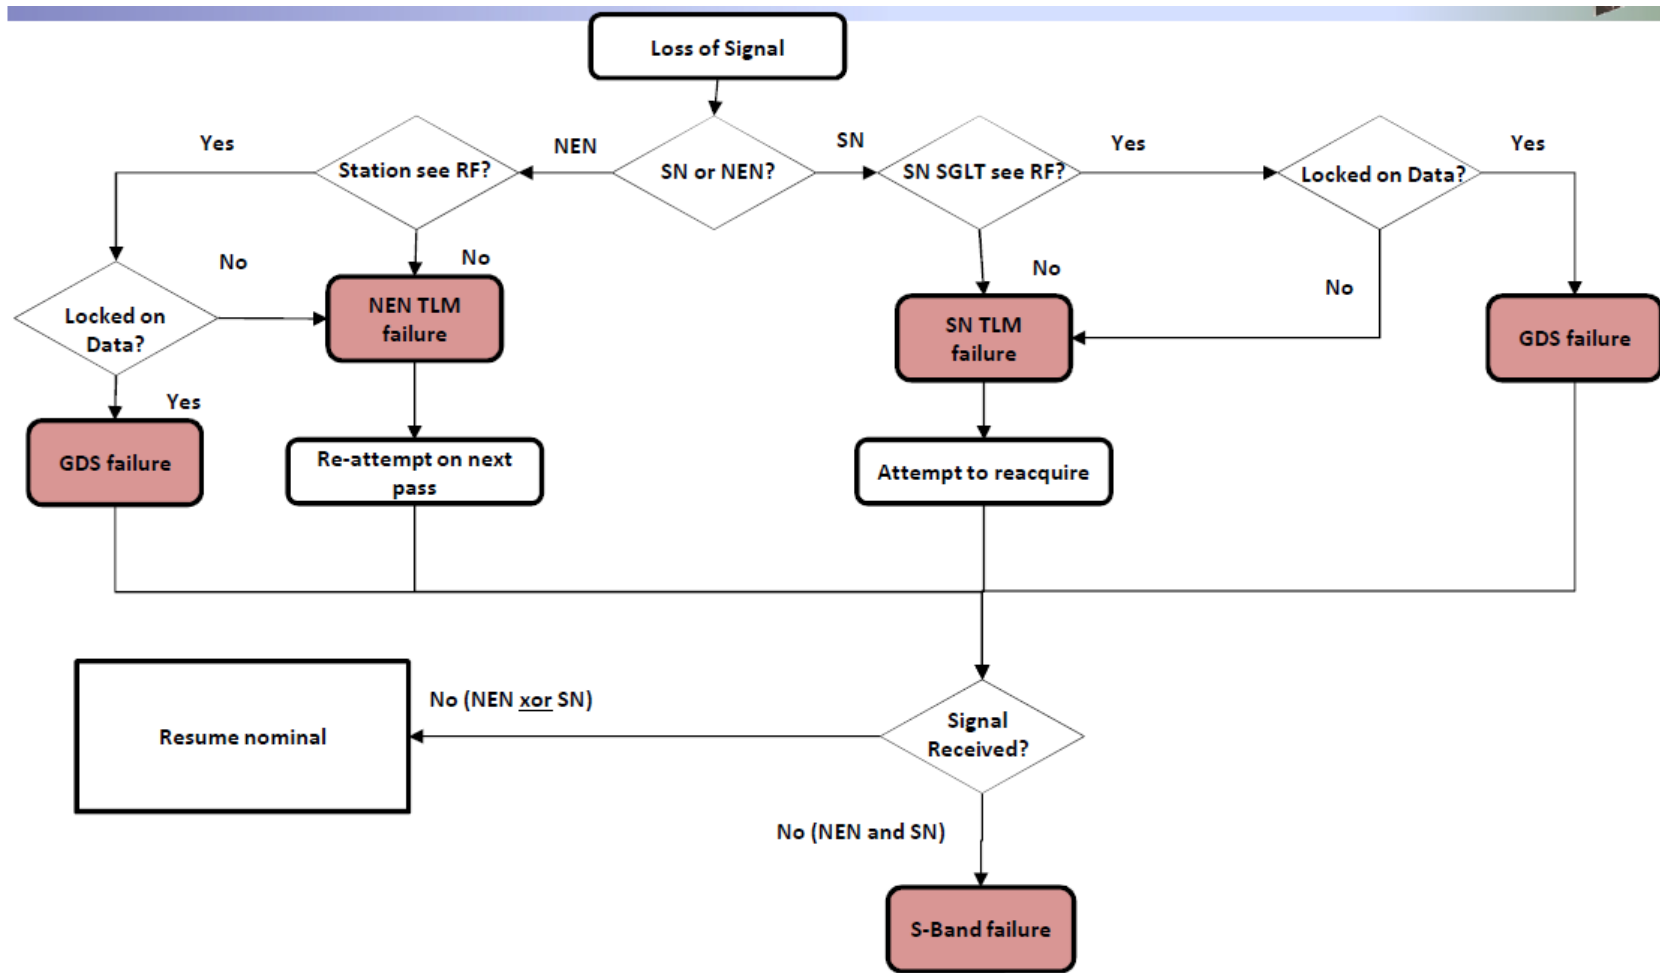 Loss of Signal
Yes
NEN
SN
Yes
Yes
Station see RF?
SN or NEN?
SN SGLT see RF?
Locked on Data?
No
No
No
No
Locked on
Data?
NEN TLM
failure
SN TLM
failure
GDS failure
Yes
GDS failure
Re-attempt on next
pass
Attempt to reacquire
No (NEN xor SN)
Signal
Received?
Resume nominal
No (NEN and SN)
S-Band failure